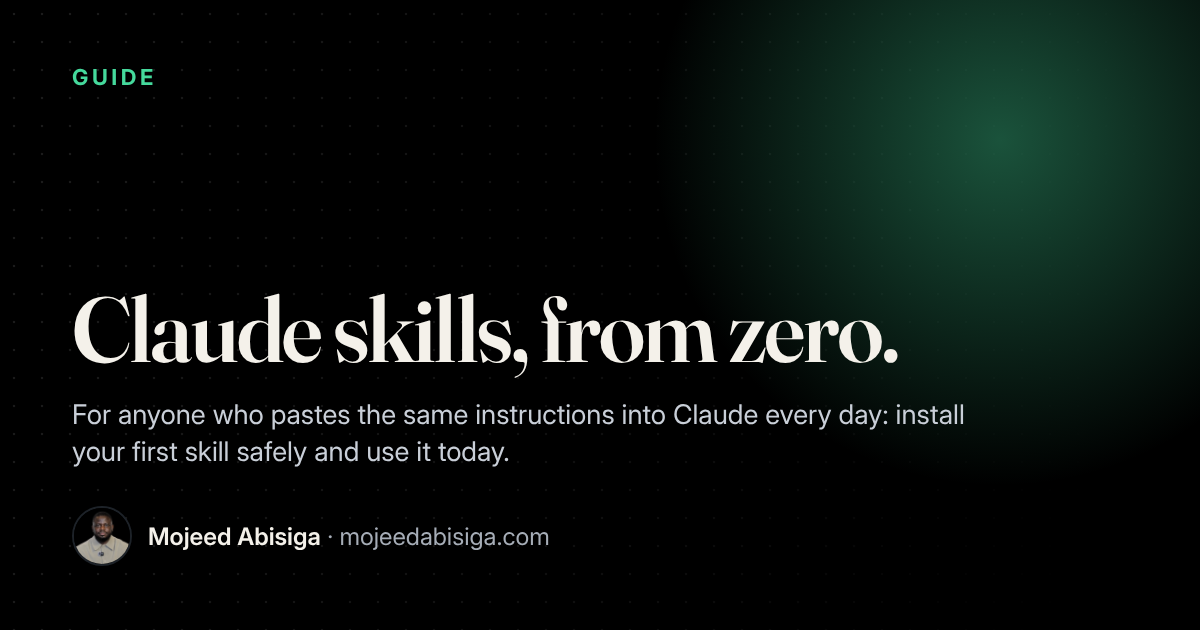 GUIDE
Claude skills, from zero.
For anyone who pastes the same instructions into Claude every day: install
your first skill safely and use it today.
Mojeed Abisiga · mojeedabisiga.com